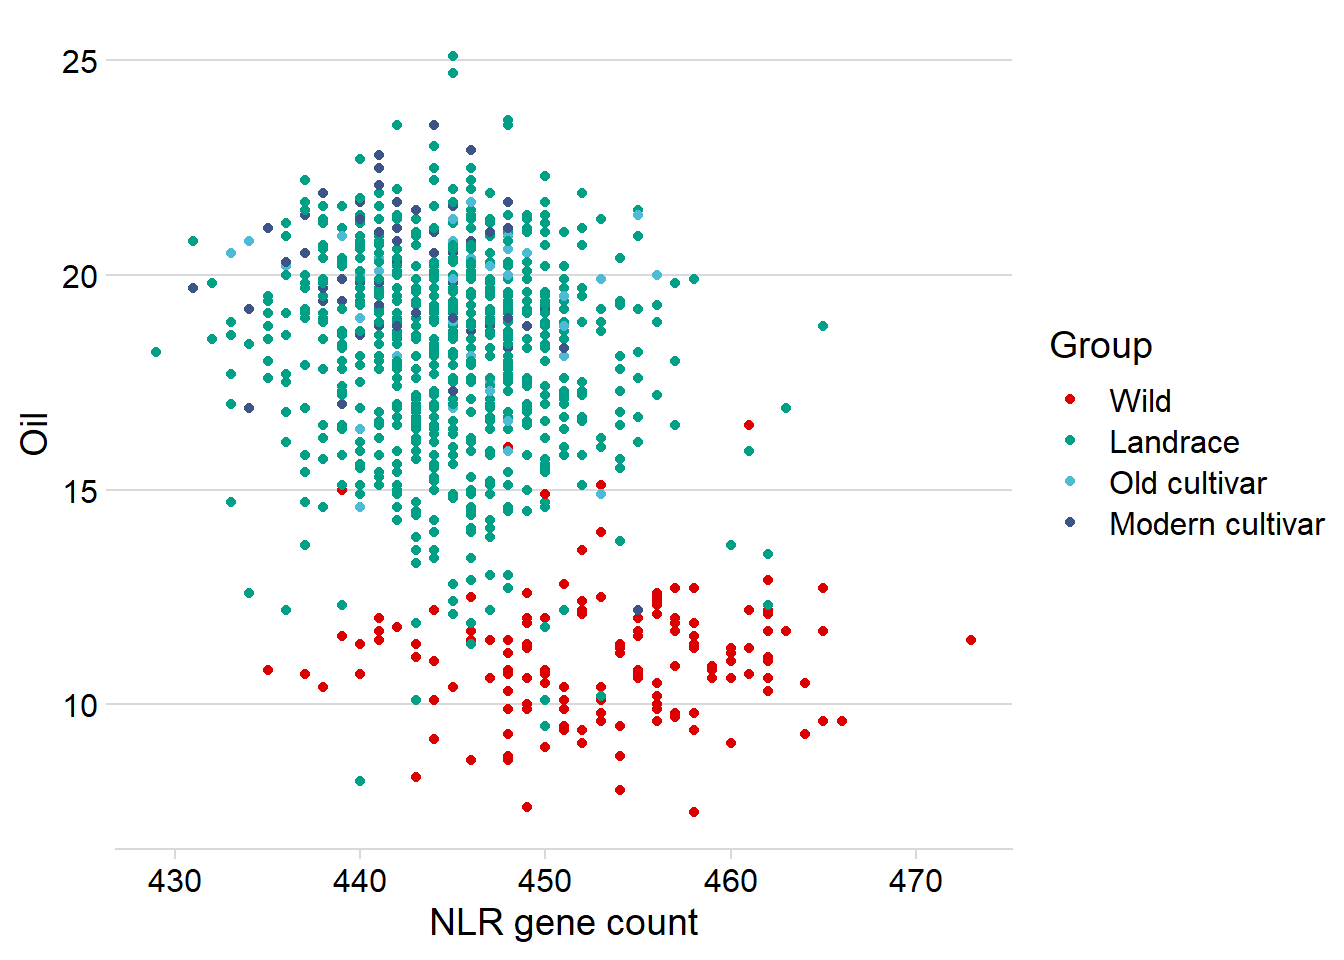 25
20
15
10
Oil
430 440 450 460 470
NLR gene count
Group
Wild
Landrace
Old cultivar
Modern cultivar